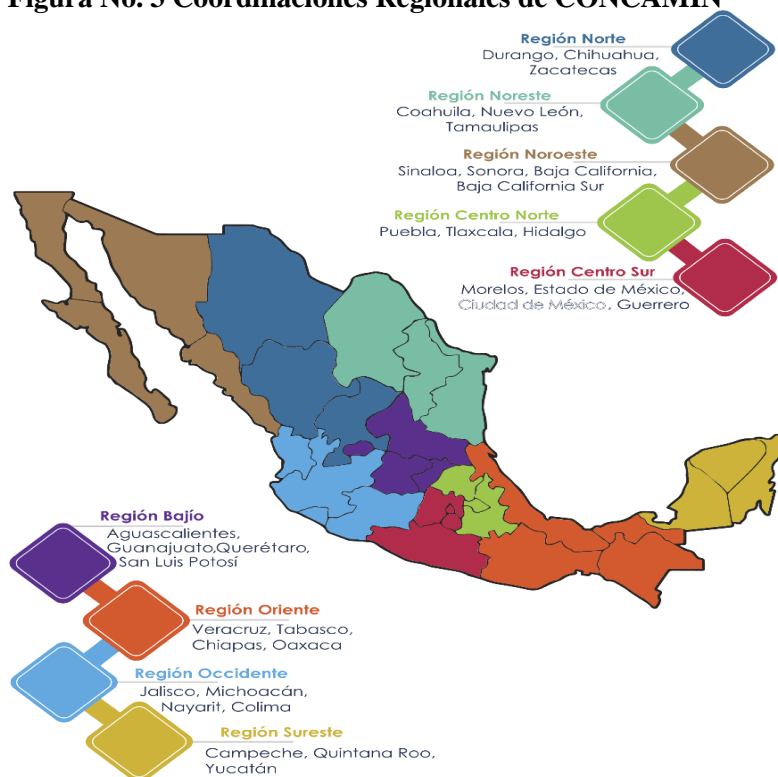 Figura No. 3 Coordinaciones Regionales de CONCAMIN
Región Norte
Durango, Chihuahua,
Zacatecas
Región Noreste
Coahuila, Nuevo León,
Tamaulipas
Región Noroeste
Sinaloa, Sonora, Baja California,
Baja California Sur
Región Centro Norte
Puebla, Tlaxcala, Hidalgo
Región Centro Sur
Morelos, Estado de México,
Ciudad de México, Guerrero
Región Bajío
Aguascalientes,
Guanajuato,Querétaro,
San Luis Potosí
Región Oriente
Veracruz, Tabasco,
Chiapas, Oaxaca
Región Occidente
Jalisco, Michoacán,
Nayarit, Colima
Región Sureste
Campeche, Quintana Roo,
Yucatán